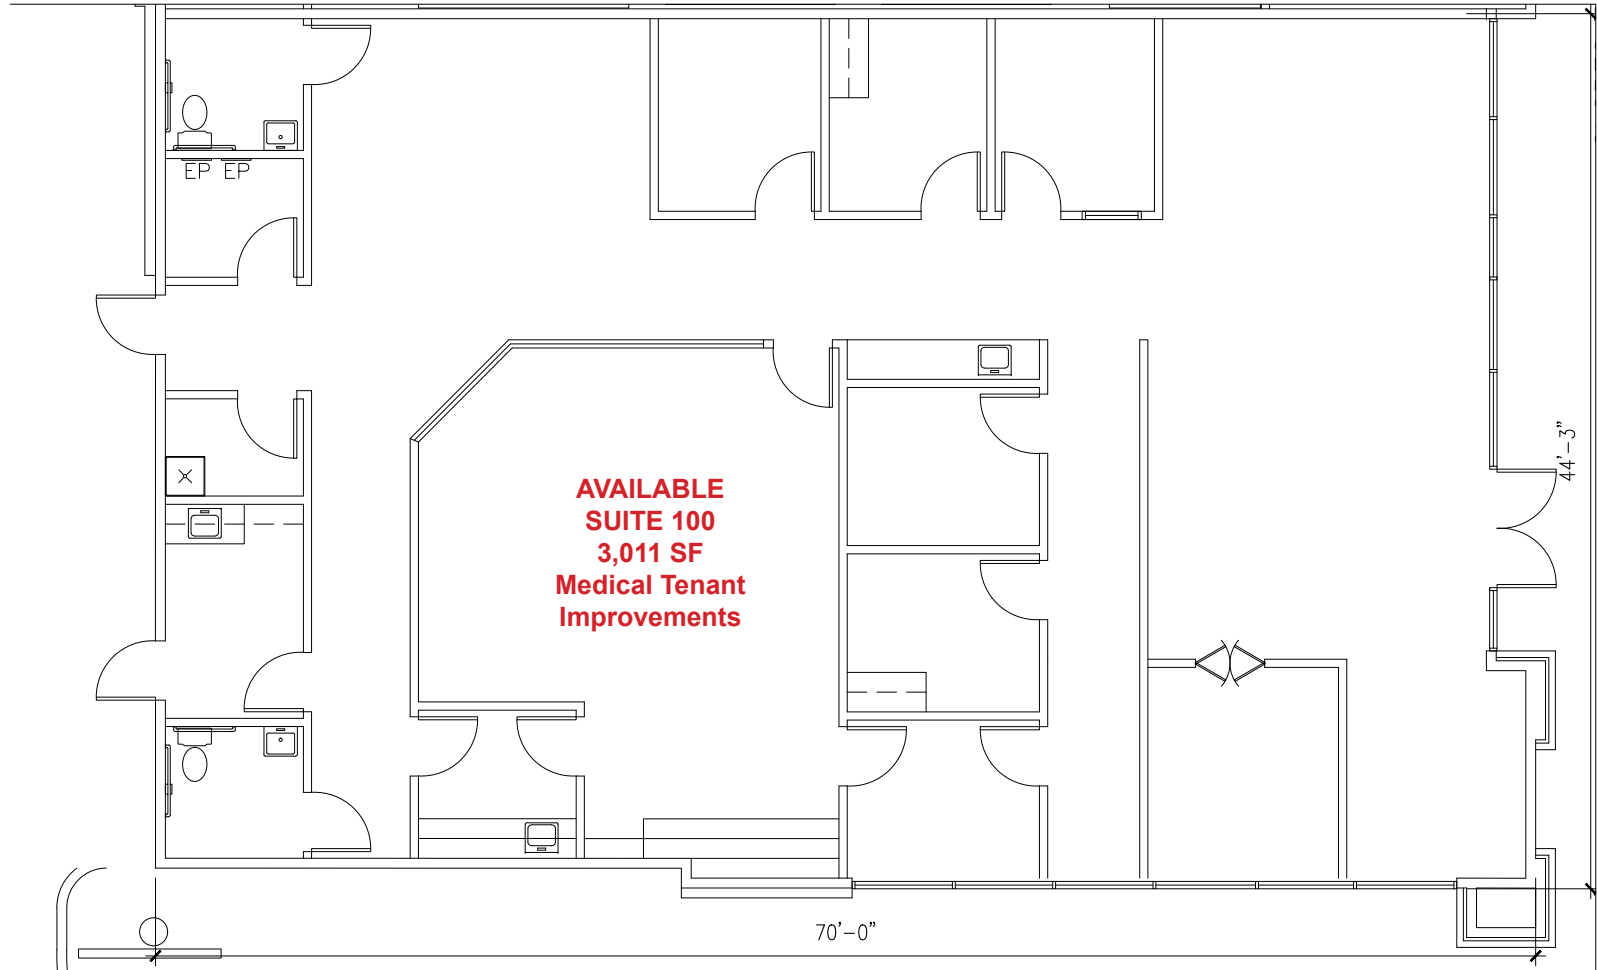 EP EP
AVAILABLE
SUITE 100
3,011 SF
Medical Tenant
Improvements
44'-3"
70'-0"